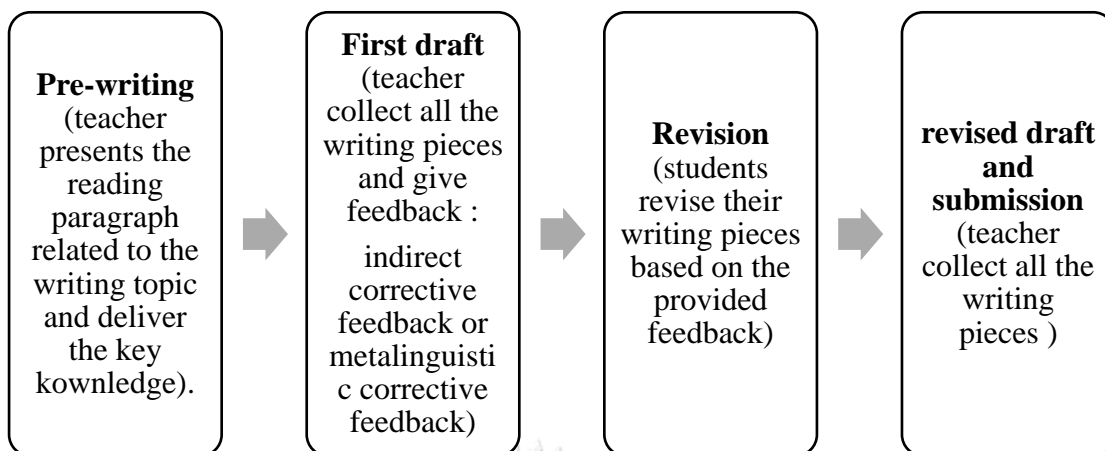 Pre-writing
(teacher
presents the
reading
paragraph
related to the
writing topic
and deliver
the key
kownledge).
First draft
(teacher
collect all the
writing pieces
and give
feedback :
indirect
corrective
feedback or
metalinguisti
c corrective
feedback)
Revision
(students
revise their
writing pieces
based on the
provided
feedback)
revised draft
and
submission
(teacher
collect all the
writing
pieces )